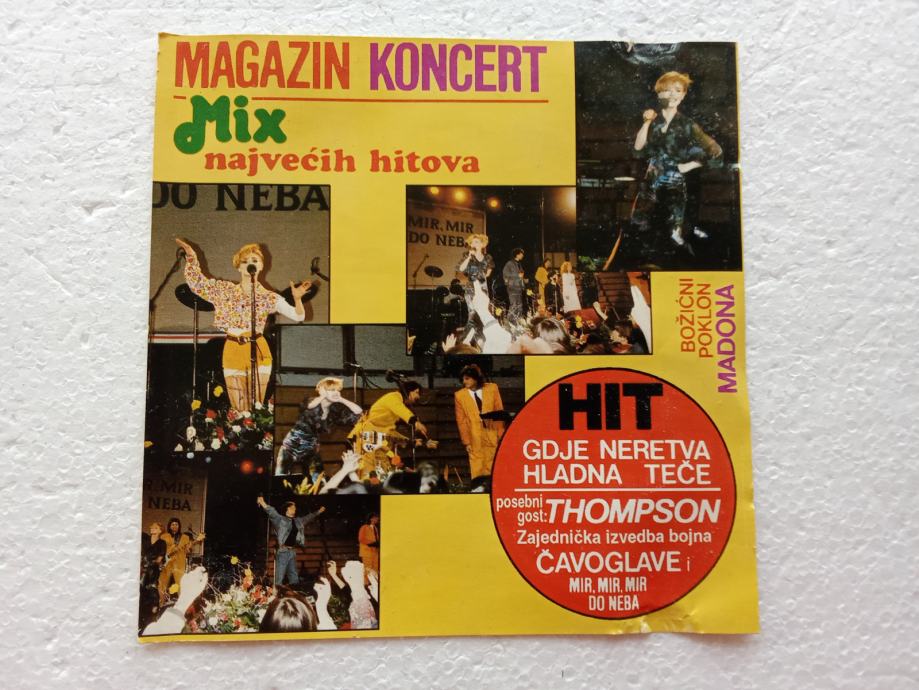 MAGAZIN KONCERT
Mix
najvećih hitova
DO NEBA
MIR, MIR
DO NEBA
BOŽIĆNI
POKLON
MADONA
HIT
GDJE NERETVA
HLADNA TEČE
posebni
gost: THOMPSON
Zajednička izvedba bojna
ČAVOGLAVE i
MIR, MIR, MIR
DO NEBA
MIR
NEBA